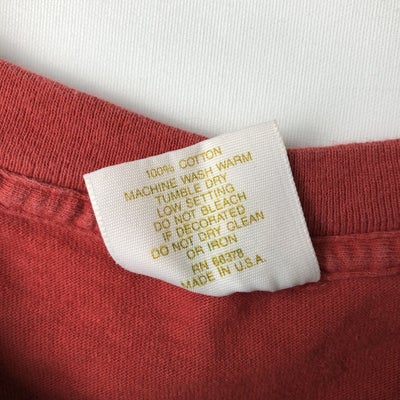 100% COTTON
MACHINE WASH WARM
TUMBLE DRY
LOW SETTING
DO NOT BLEACH
IF DECORATED
DO NOT DRY CLEAN
OR IRON
RN 68378
MADE IN U.S.A.